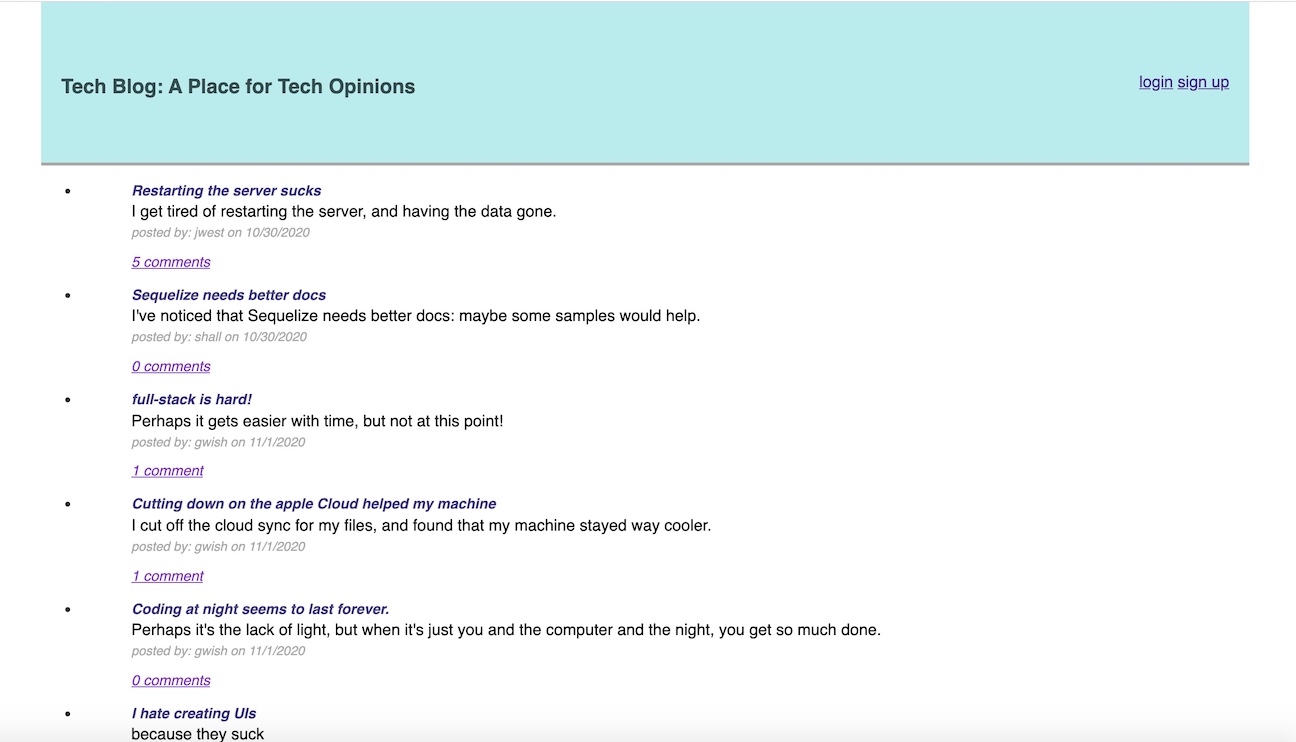 Tech Blog: A Place for Tech Opinions
login sign up
Restarting the server sucks
I get tired of restarting the server, and having the data gone.
posted by: jwest on 10/30/2020
5 comments
Sequelize needs better docs
I've noticed that Sequelize needs better docs: maybe some samples would help.
posted by: shall on 10/30/2020
0 comments
full-stack is hard!
Perhaps it gets easier with time, but not at this point!
posted by: gwish on 11/1/2020
1 comment
Cutting down on the apple Cloud helped my machine
I cut off the cloud sync for my files, and found that my machine stayed way cooler.
posted by: gwish on 11/1/2020
1 comment
Coding at night seems to last forever.
Perhaps it's the lack of light, but when it's just you and the computer and the night, you get so much done.
posted by: gwish on 11/1/2020
0 comments
I hate creating UIs
because they suck